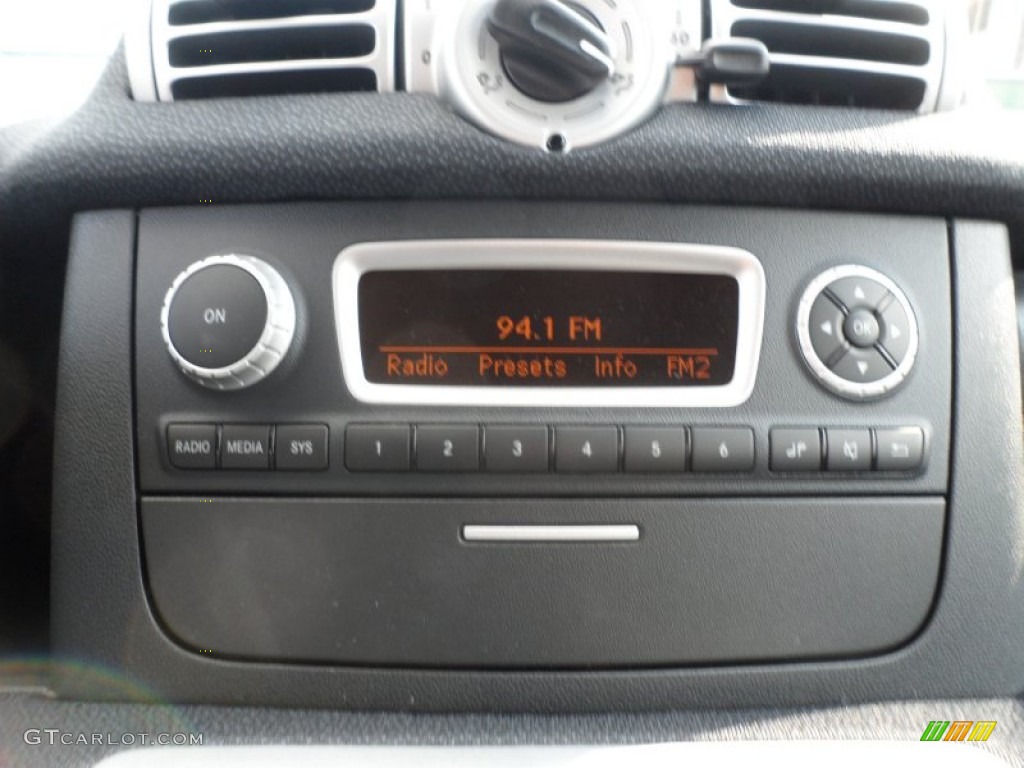 0
94.1 FM
Radio Presets Info FM2
ON
OK
RADIO MEDIA SYS 1 2 3 4 5 6
GTCARLOT.COM